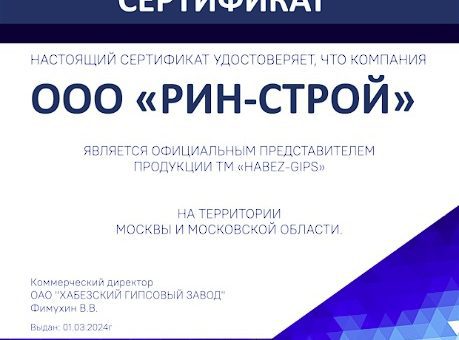 СЕРТИФИКАТ
НАСТОЯЩИЙ СЕРТИФИКАТ УДОСТОВЕРЯЕТ, ЧТО КОМПАНИЯ
ООО «РИН-СТРОЙ»
ЯВЛЯЕТСЯ ОФИЦИАЛЬНЫМ ПРЕДСТАВИТЕЛЕМ
ПРОДУКЦИИ ТМ «HABEZ-GIPS»
НА ТЕРРИТОРИИ
МОСКВЫ И МОСКОВСКОЙ ОБЛАСТИ.
Коммерческий директор
ОАО "ХАБЕЗСКИЙ ГИПСОВЫЙ ЗАВОД"
Фимухин В.В.
Выдан: 01.03.2024г